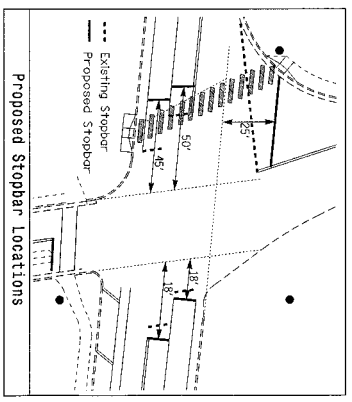 25'
50'
45'
18'
18'
Existing Stopbar
Proposed Stopbar
Proposed Stopbar Locations